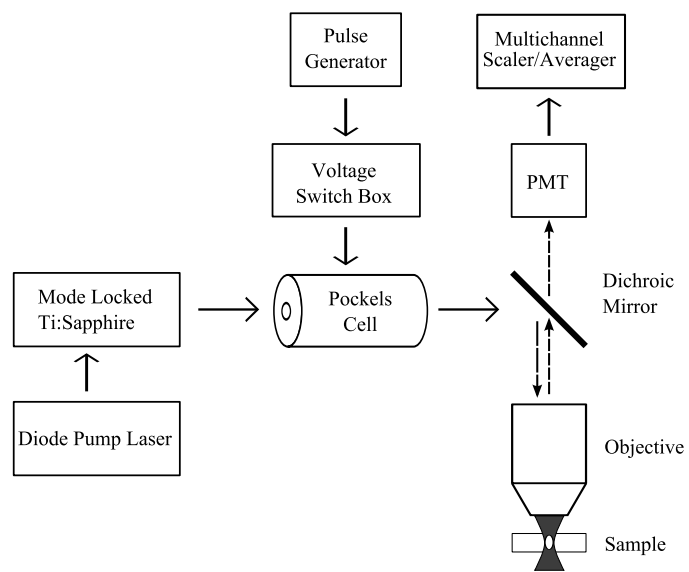 Pulse
Generator
Multichannel
Scaler/Averager
Voltage
Switch Box
PMT
Mode Locked
Ti:Sapphire
Pockels
Cell
Dichroic
Mirror
Diode Pump Laser
Objective
Sample